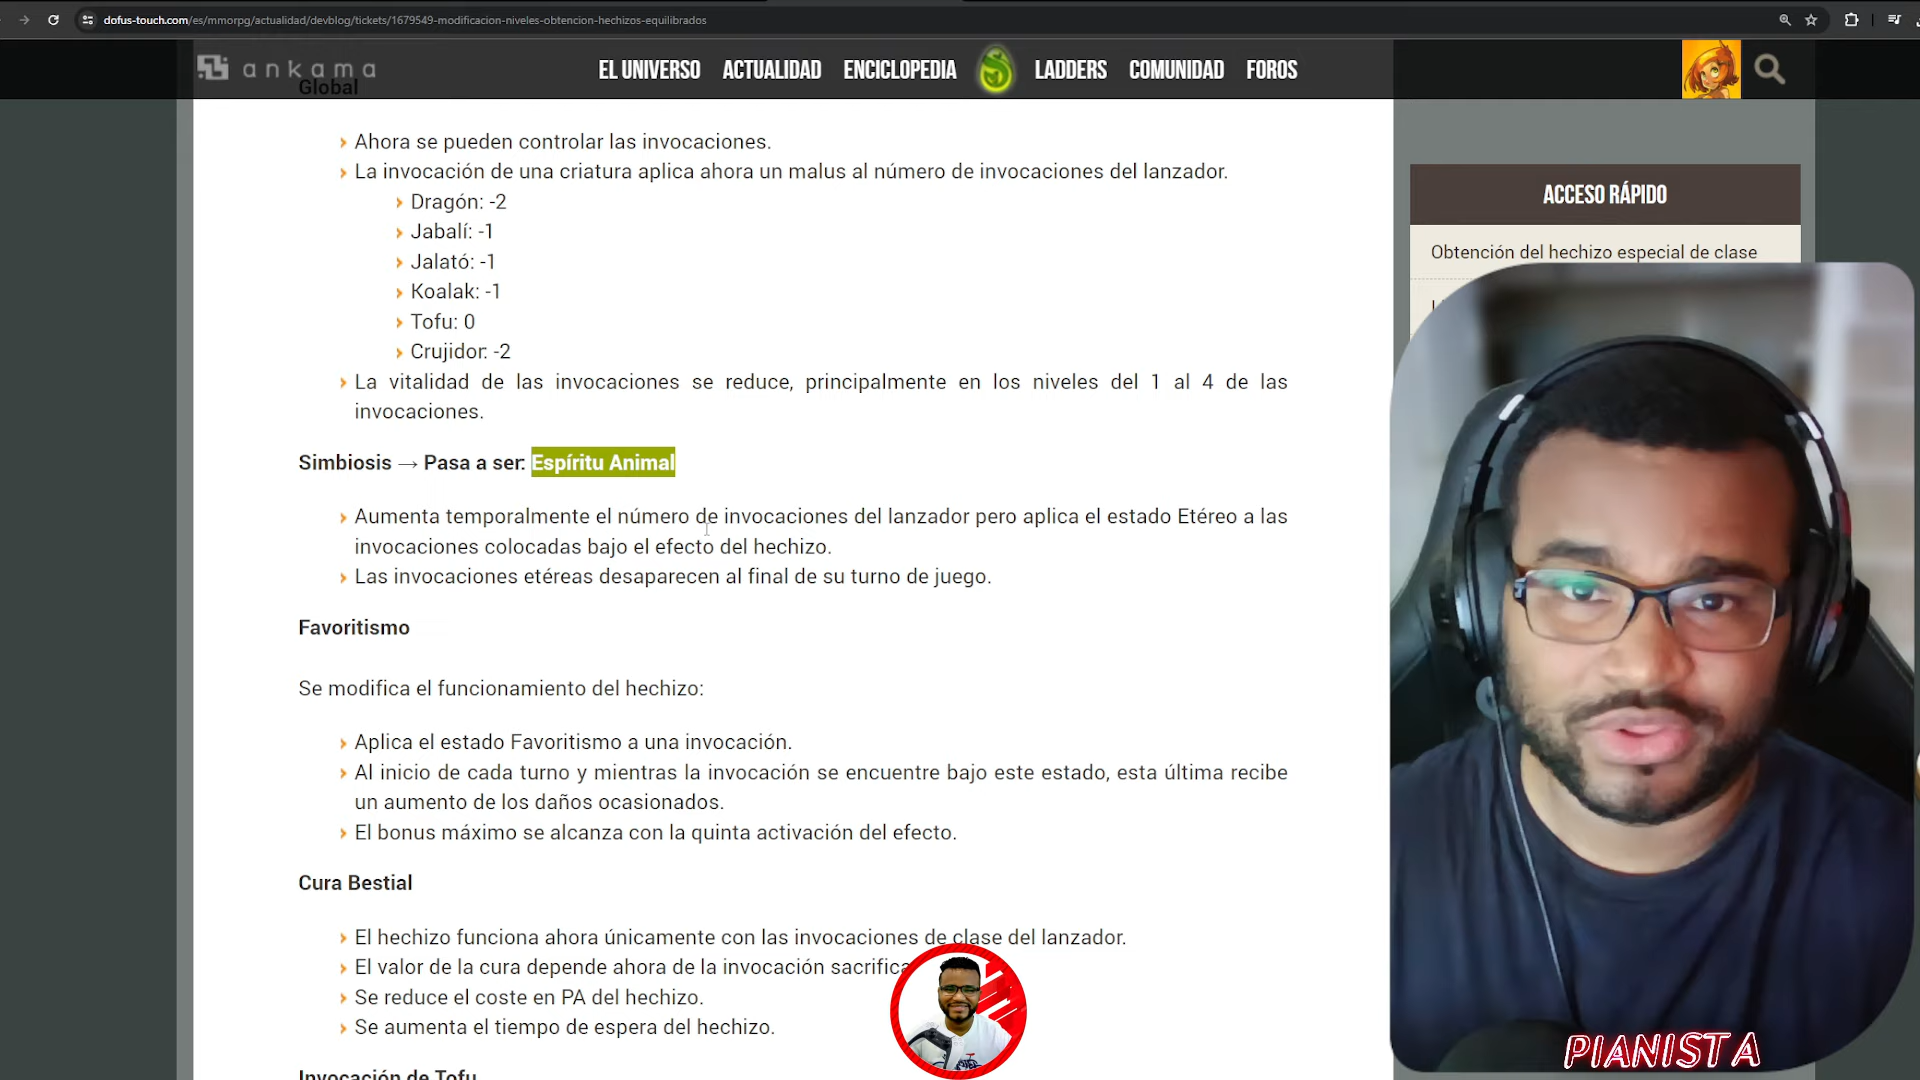 dofus-touch.com/es/mmorpg/actualidad/devblog/tickets/1679549-modificacion-niveles-obtencion-hechizos-equilibrados
ankama
EL UNIVERSO ACTUALIDAD ENCICLOPEDIA LADDERS COMUNIDAD FOROS
Global
Ahora se pueden controlar las invocaciones.
La invocación de una criatura aplica ahora un malus al número de invocaciones del lanzador.
Dragón: -2
Jabalí: -1
Jalató: -1
Koalak: -1
Tofu: 0
Crujidor: -2
La vitalidad de las invocaciones se reduce, principalmente en los niveles del 1 al 4 de las
invocaciones.
Simbiosis → Pasa a ser: Espíritu Animal
Aumenta temporalmente el número de invocaciones del lanzador pero aplica el estado Etéreo a las
invocaciones colocadas bajo el efecto del hechizo.
Las invocaciones etéreas desaparecen al final de su turno de juego.
Favoritismo
Se modifica el funcionamiento del hechizo:
Aplica el estado Favoritismo a una invocación.
Al inicio de cada turno y mientras la invocación se encuentre bajo este estado, esta última recibe
un aumento de los daños ocasionados.
El bonus máximo se alcanza con la quinta activación del efecto.
Cura Bestial
El hechizo funciona ahora únicamente con las invocaciones de clase del lanzador.
El valor de la cura depende ahora de la invocación sacrifica
Se reduce el coste en PA del hechizo.
Se aumenta el tiempo de espera del hechizo.
Invocación de Tofu
ACCESO RÁPIDO
Obtención del hechizo especial de clase
PIANISTA